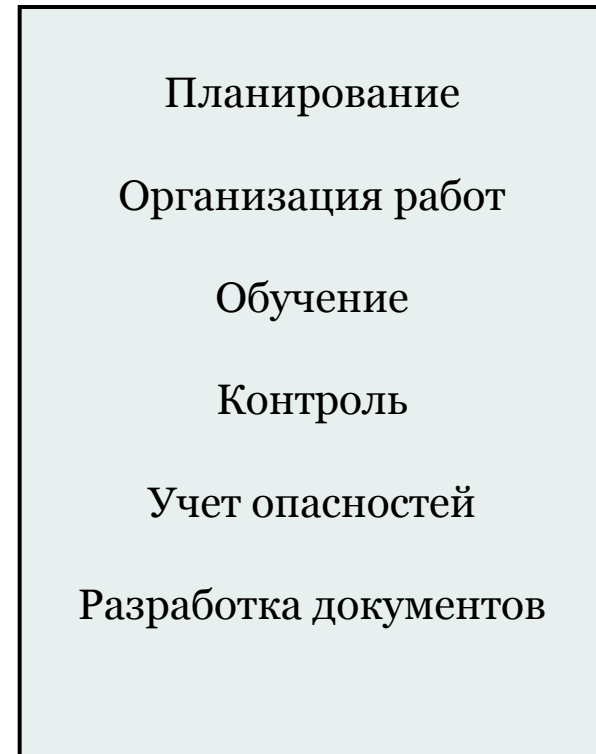 Планирование
Организация работ
Обучение
Контроль
Учет опасностей
Разработка документов